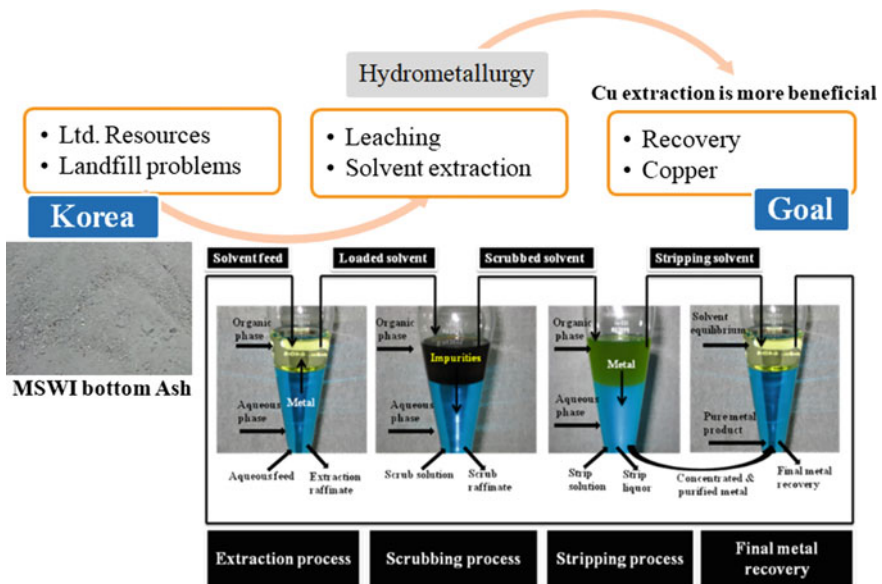 Hydrometallurgy
Cu extraction is more beneficial
• Ltd. Resources
• Landfill problems
• Leaching
• Solvent extraction
• Recovery
• Copper
Korea
Goal
MSWI bottom Ash
Solvent feed
Loaded solvent
Scrubbed solvent
Stripping solvent
Organic
phase
Metal
Aqueous
phase
Aqueous feed
Extraction
raffinate
Organic
phase
Impurities
Aqueous
phase
Scrub solution
Scrub
raffinate
Organic
phase
Metal
Aqueous
phase
Strip
solution
Strip
liquor
Concentrated &
purified metal
Solvent
equilibrium
Pure metal
product
Final metal
recovery
Extraction process
Scrubbing process
Stripping process
Final metal
recovery